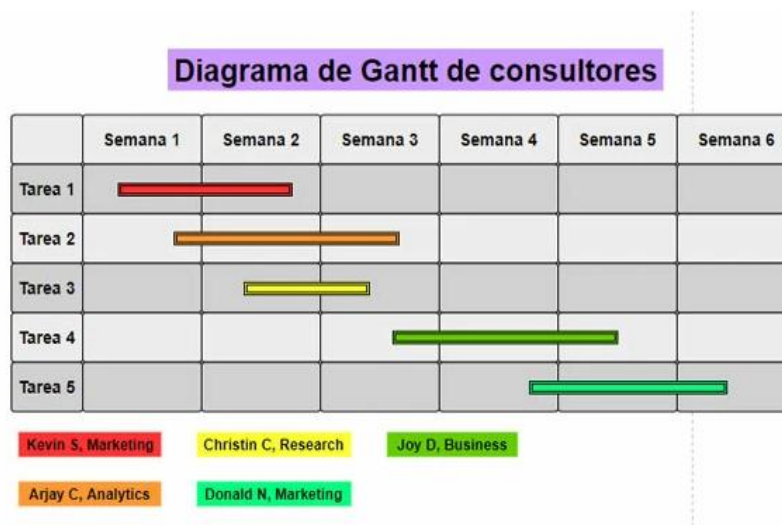 Diagrama de Gantt de consultores
Semana 1 Semana 2 Semana 3 Semana 4 Semana 5 Semana 6
Tarea 1
Tarea 2
Tarea 3
Tarea 4
Tarea 5
Kevin S, Marketing Christin C, Research Joy D, Business
Arjay C, Analytics Donald N, Marketing